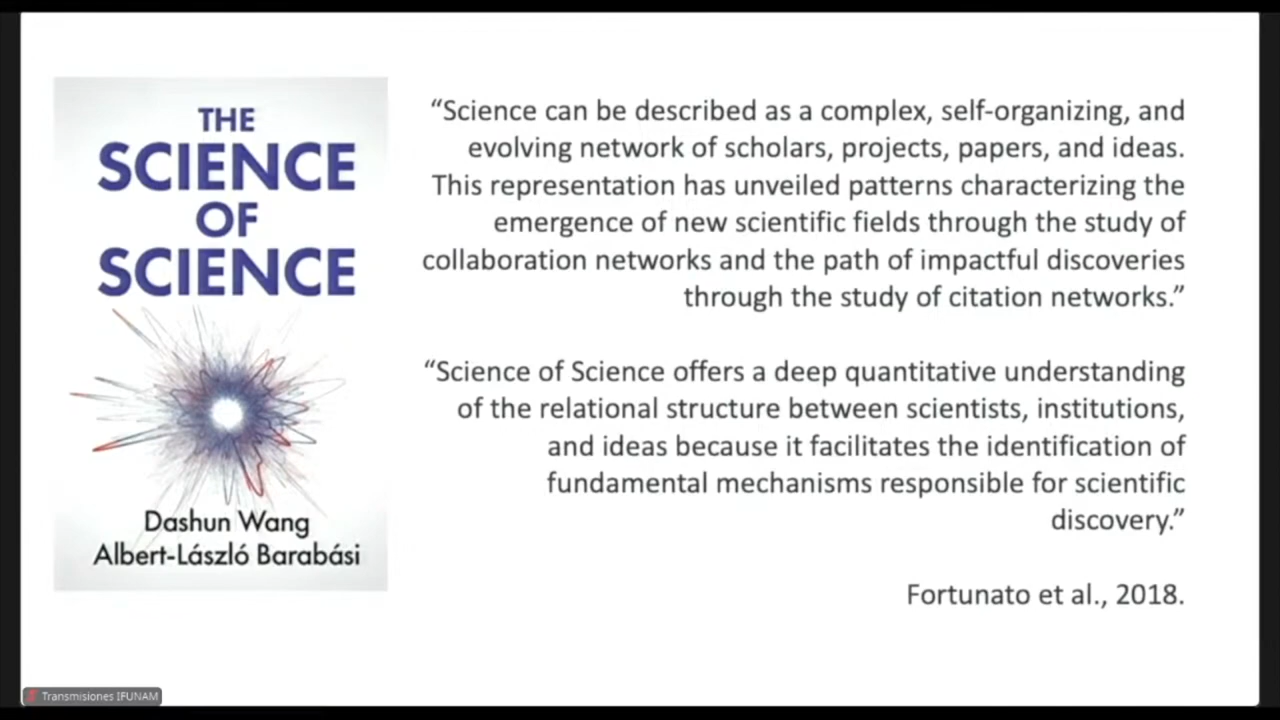 THE
SCIENCE
OF
SCIENCE
Dashun Wang
Albert-László Barabási
“Science can be described as a complex, self-organizing, and
evolving network of scholars, projects, papers, and ideas.
This representation has unveiled patterns characterizing the
emergence of new scientific fields through the study of
collaboration networks and the path of impactful discoveries
through the study of citation networks.”
“Science of Science offers a deep quantitative understanding
of the relational structure between scientists, institutions,
and ideas because it facilitates the identification of
fundamental mechanisms responsible for scientific
discovery.”
Fortunato et al., 2018.
Transmisiones IFUNAM